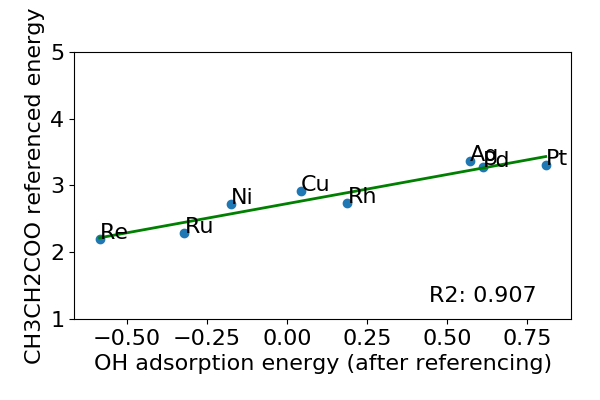 CH3CH2COO referenced energy
5
4
3
2
1
Ag
Pd
Pt
Ni
Cu
Rh
Re
Ru
R2: 0.907
−0.50 −0.25 0.00 0.25 0.50 0.75
OH adsorption energy (after referencing)